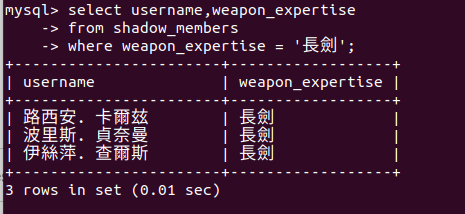 mysql> select username,weapon_expertise
    -> from shadow_members
    -> where weapon_expertise = '長劍';
+-----------------------+------------------+
| username              | weapon_expertise |
+-----------------------+------------------+
| 路西安．卡爾茲 | 長劍 |
| 波里斯．貞奈曼 | 長劍 |
| 伊絲萍．查爾斯 | 長劍 |
+-----------------------+------------------+
3 rows in set (0.01 sec)